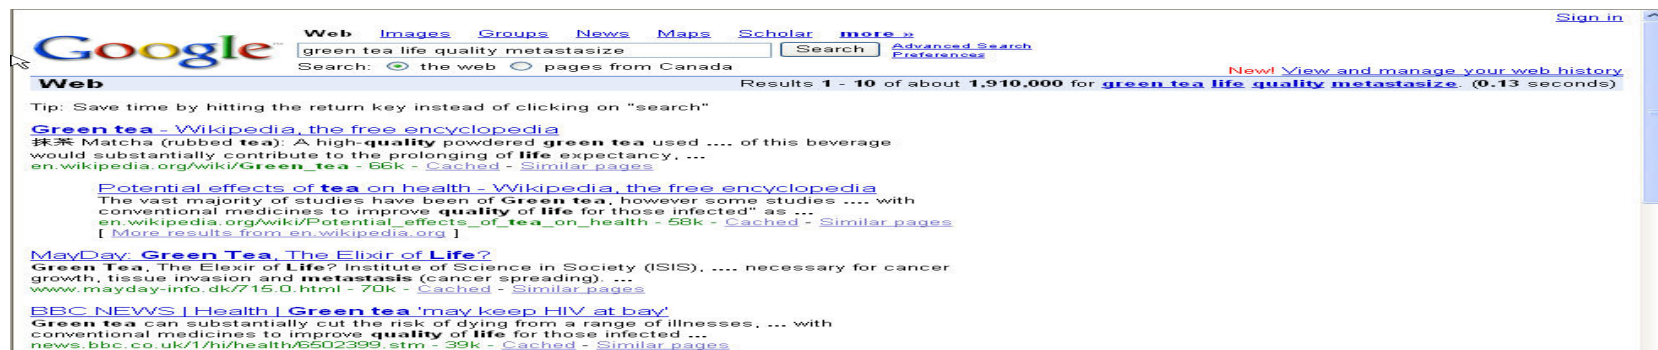 Sign in
Google™
Web Images Groups News Maps Scholar more »
green tea life quality metastasize Search Advanced Search
Preferences
Search: the web pages from Canada
New! View and manage your web history
Web Results 1 - 10 of about 1,910,000 for green tea life quality metastasize. (0.13 seconds)
Tip: Save time by hitting the return key instead of clicking on "search"
Green tea - Wikipedia, the free encyclopedia
抹茶 Matcha (rubbed tea): A high-quality powdered green tea used .... of this beverage
would substantially contribute to the prolonging of life expectancy, ...
en.wikipedia.org/wiki/Green_tea - 66k - Cached - Similar pages
Potential effects of tea on health - Wikipedia, the free encyclopedia
The vast majority of studies have been of Green tea, however some studies .... with
conventional medicines to improve quality of life for those infected" as ...
en.wikipedia.org/wiki/Potential_effects_of_tea_on_health - 58k - Cached - Similar pages
[ More results from en.wikipedia.org ]
MayDay: Green Tea, The Elixir of Life?
Green Tea, The Elexir of Life? Institute of Science in Society (ISIS), .... necessary for cancer
growth, tissue invasion and metastasis (cancer spreading). ...
www.mayday-info.dk/715.0.html - 70k - Cached - Similar pages
BBC NEWS | Health | Green tea 'may keep HIV at bay'
Green tea can substantially cut the risk of dying from a range of illnesses, ... with
conventional medicines to improve quality of life for those infected ...
news.bbc.co.uk/1/hi/health/6502399.stm - 39k - Cached - Similar pages